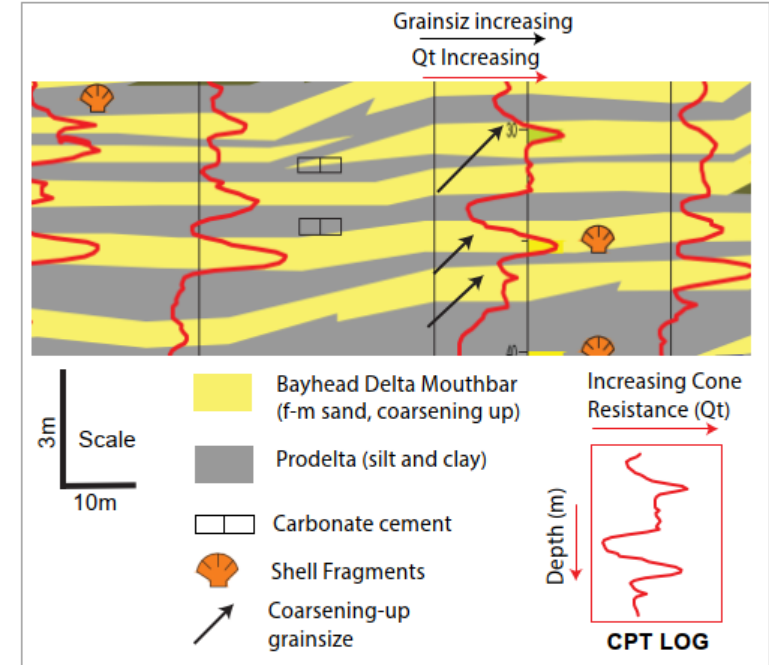 Grainsiz increasing
Qt Increasing
30
40
3m
Scale
10m
Bayhead Delta Mouthbar
(f-m sand, coarsening up)
Prodelta (silt and clay)
Carbonate cement
Shell Fragments
Coarsening-up
grainsize
Increasing Cone
Resistance (Qt)
Depth (m)
CPT LOG